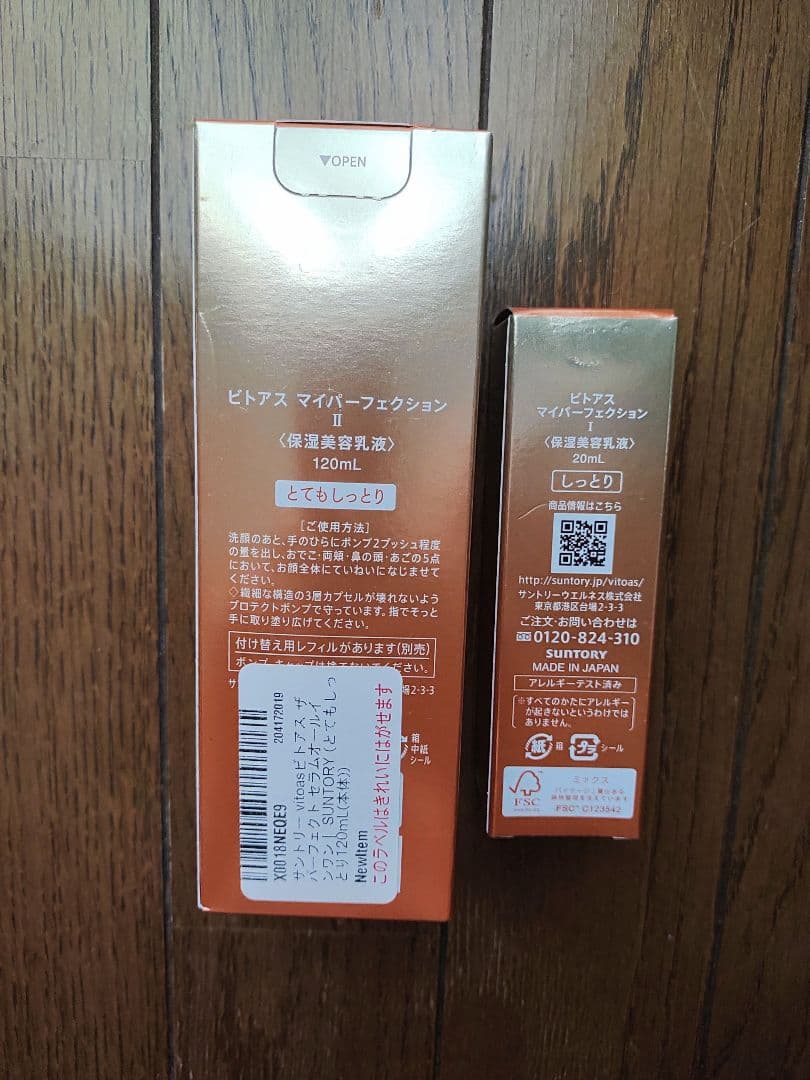 ▼OPEN
ビトアス マイパーフェクション
II
〈保湿美容乳液〉
120mL
とてもしっとり
［ご使用方法］
洗顔のあと、手のひらにポンプ2プッシュ程度
の量を出し、おでこ・両頬・鼻の頭・あごの5点
において、お顔全体にていねいになじませて
ください。
◇繊細な構造の3層カプセルが壊れないよう
プロテクトポンプで守っています。指でそっと
手に取り塗り広げてください。
付け替え用レフィルがあります(別売)
サ
場2-3-3
箱
中紙
シール
X0018NEQE9
204172019
サントリー vitoasビトアス ザ
パーフェクト セラムオールイ
ンワン | SUNTORY (とてもしっ
とり120mL(本体))
NewItem
このラベルはきれいにはがせます
ビトアス
マイパーフェクション
I
〈保湿美容乳液〉
20mL
しっとり
商品情報はこちら
http://suntory.jp/vitoas/
サントリーウエルネス株式会社
東京都港区台場2-3-3
ご注文・お問い合わせは
0120-824-310
SUNTORY
MADE IN JAPAN
アレルギーテスト済み
※すべてのかたにアレルギー
が起きないというわけでは
ありません。
紙 箱 プラ シール
ミックス
FSC
FSC™ C123542